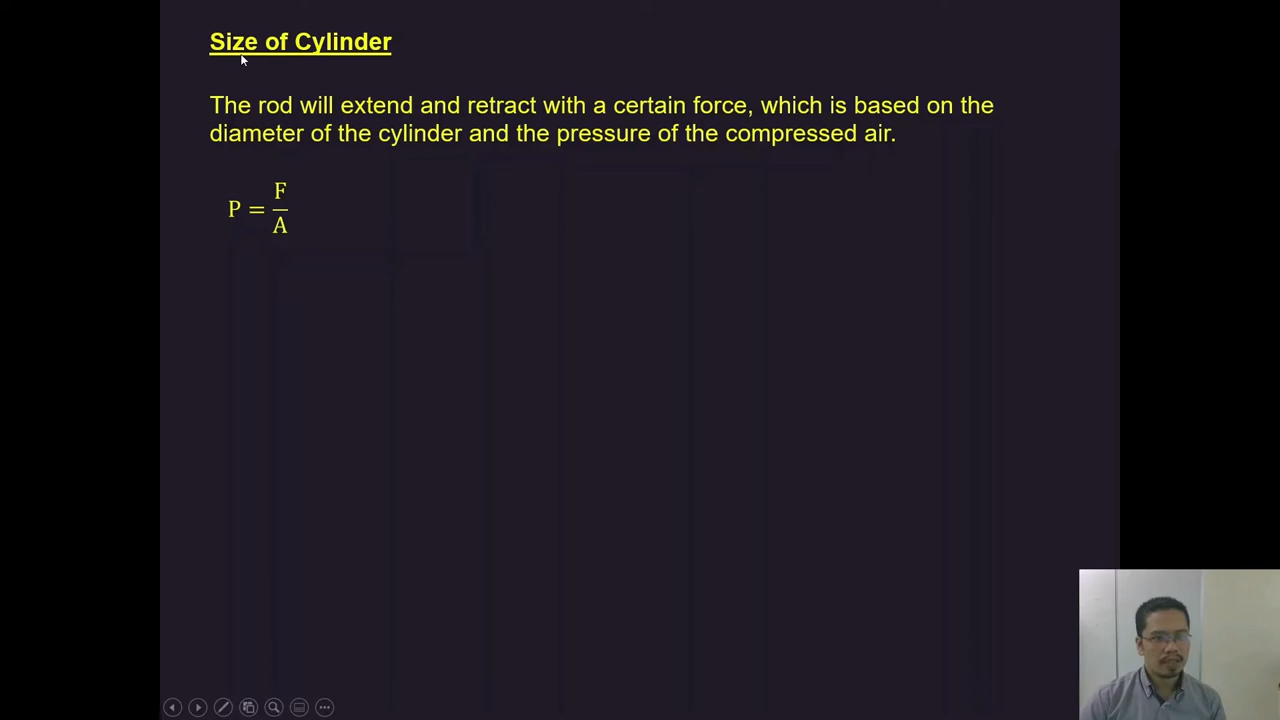 Size of Cylinder
The rod will extend and retract with a certain force, which is based on the
diameter of the cylinder and the pressure of the compressed air.
P = F/A